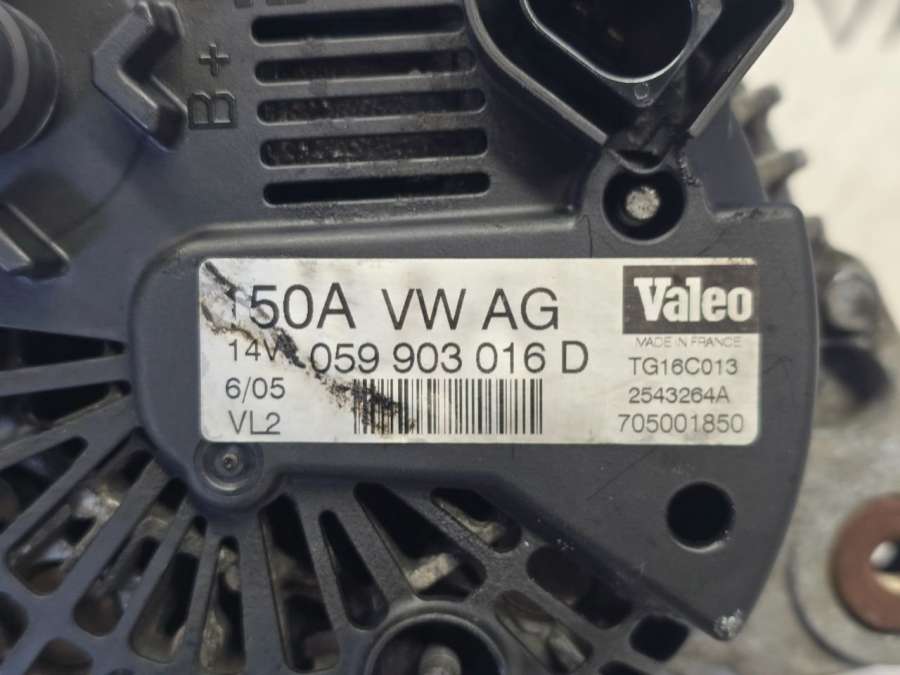 B+
150A VW AG
14V 059 903 016 D
6/05
VL2
Valeo
MADE IN FRANCE
TG16C013
2543264A
705001850